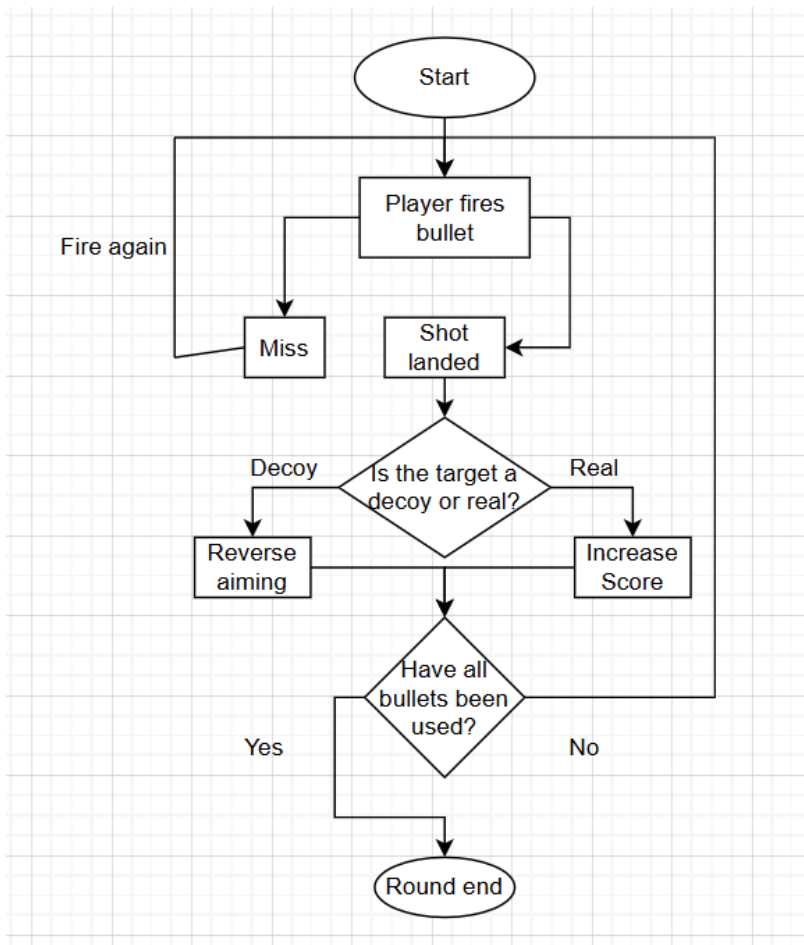 Start
Player fires
bullet
Fire again
Miss
Shot
landed
Decoy
Is the target a
decoy or real?
Real
Reverse
aiming
Increase
Score
Have all
bullets been
used?
Yes
No
Round end